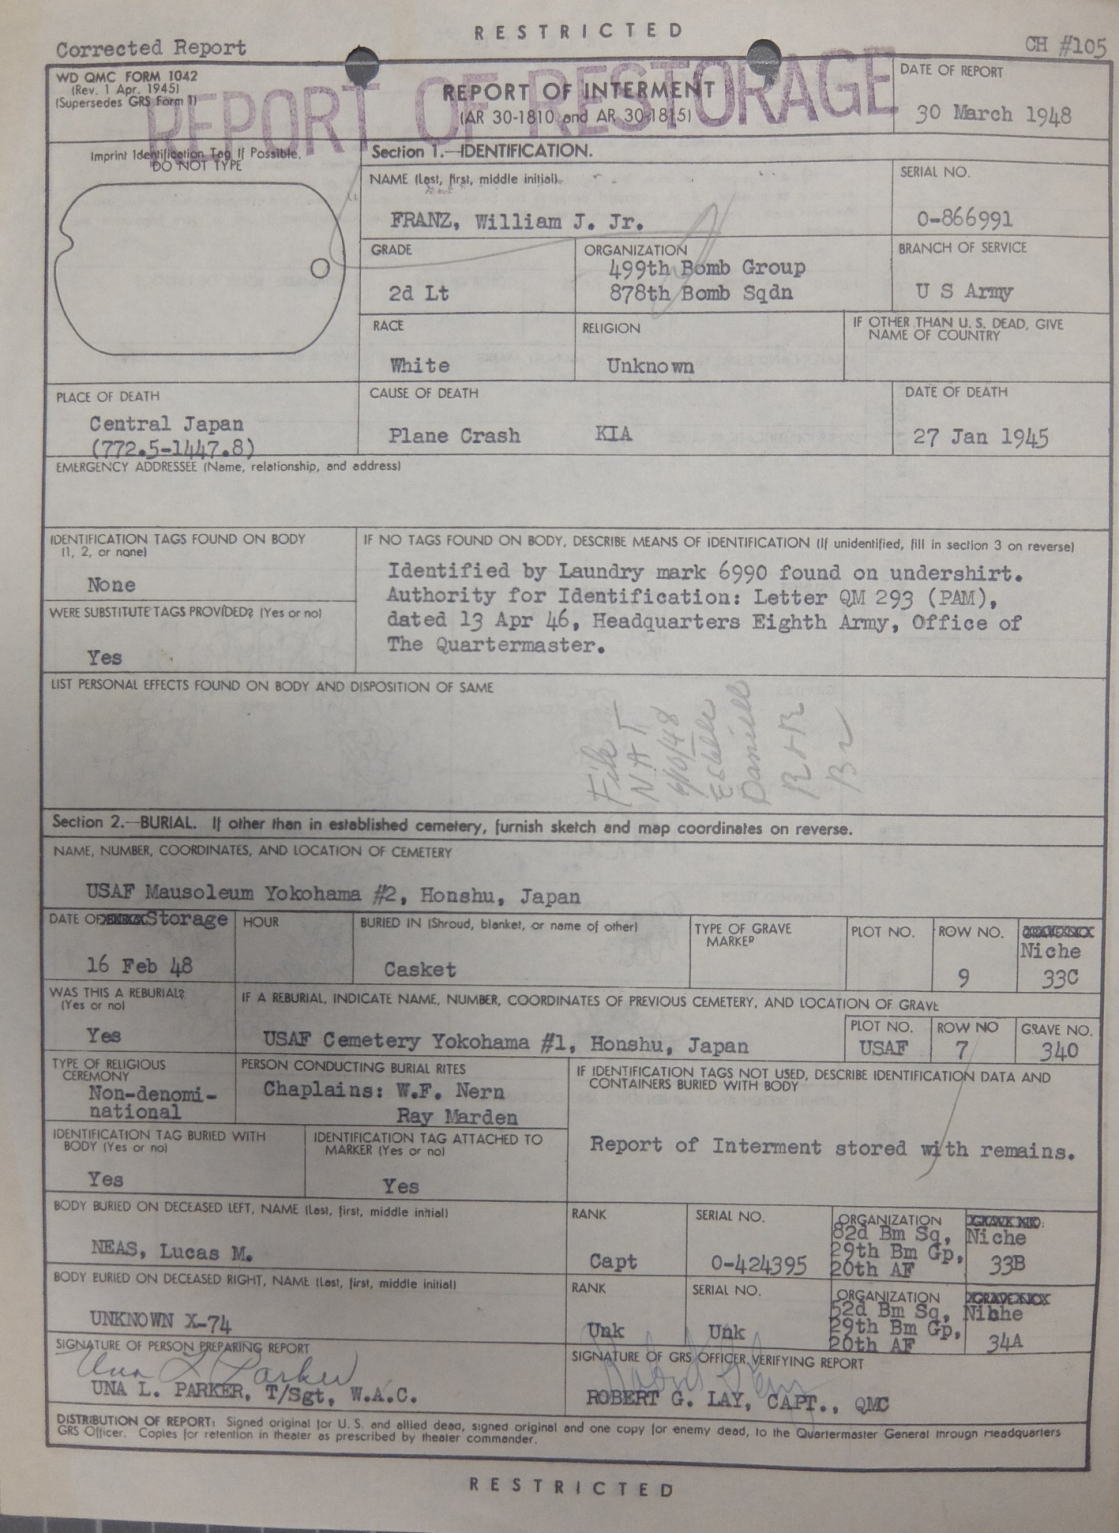 RESTRICTED
Corrected Report
CH #105
WD QMC FORM 1042
(Rev. 1 Apr. 1945)
(Supersedes GRS Form 1)
REPORT OF RESTORAGE
REPORT OF INTERMENT
(AR 30-1810 and AR 30-1815)
DATE OF REPORT
30 March 1948
Imprint Identification Tag If Possible.
DO NOT TYPE
Section 1.—IDENTIFICATION.
NAME (Last, first, middle initial)
FRANZ, William J. Jr.
SERIAL NO.
O-866991
GRADE
2d Lt
ORGANIZATION
499th Bomb Group
878th Bomb Sqdn
BRANCH OF SERVICE
U S Army
RACE
White
RELIGION
Unknown
IF OTHER THAN U. S. DEAD, GIVE
NAME OF COUNTRY
PLACE OF DEATH
Central Japan
(772.5-1447.8)
CAUSE OF DEATH
Plane Crash KIA
DATE OF DEATH
27 Jan 1945
EMERGENCY ADDRESSEE (Name, relationship, and address)
IDENTIFICATION TAGS FOUND ON BODY
(1, 2, or none)
None
IF NO TAGS FOUND ON BODY, DESCRIBE MEANS OF IDENTIFICATION (If unidentified, fill in section 3 on reverse)
Identified by Laundry mark 6990 found on undershirt.
Authority for Identification: Letter QM 293 (PAM),
dated 13 Apr 46, Headquarters Eighth Army, Office of
The Quartermaster.
WERE SUBSTITUTE TAGS PROVIDED? (Yes or no)
Yes
LIST PERSONAL EFFECTS FOUND ON BODY AND DISPOSITION OF SAME
File
N A T
Daniels
R & R
Br
Section 2.—BURIAL. If other than in established cemetery, furnish sketch and map coordinates on reverse.
NAME, NUMBER, COORDINATES, AND LOCATION OF CEMETERY
USAF Mausoleum Yokohama #2, Honshu, Japan
DATE OF Storage
16 Feb 48
HOUR
BURIED IN (Shroud, blanket, or name of other)
Casket
TYPE OF GRAVE
MARKER
PLOT NO.
ROW NO.
9
Niche
33C
WAS THIS A REBURIAL?
(Yes or no)
Yes
IF A REBURIAL, INDICATE NAME, NUMBER, COORDINATES OF PREVIOUS CEMETERY, AND LOCATION OF GRAVE
USAF Cemetery Yokohama #1, Honshu, Japan
PLOT NO.
USAF
ROW NO
7
GRAVE NO.
340
TYPE OF RELIGIOUS
CEREMONY
Non-denomi-
national
PERSON CONDUCTING BURIAL RITES
Chaplains: W.F. Nern
Ray Marden
IF IDENTIFICATION TAGS NOT USED, DESCRIBE IDENTIFICATION DATA AND
CONTAINERS BURIED WITH BODY
Report of Interment stored with remains.
IDENTIFICATION TAG BURIED WITH
BODY (Yes or no)
Yes
IDENTIFICATION TAG ATTACHED TO
MARKER (Yes or no)
Yes
BODY BURIED ON DECEASED LEFT, NAME (Last, first, middle initial)
NEAS, Lucas M.
RANK
Capt
SERIAL NO.
O-424395
ORGANIZATION
82d Bm Sq,
29th Bm Gp,
20th AF
Niche
33B
BODY BURIED ON DECEASED RIGHT, NAME (Last, first, middle initial)
UNKNOWN X-74
RANK
Unk
SERIAL NO.
Unk
ORGANIZATION
52d Bm Sq,
29th Bm Gp,
20th AF
Niche
34A
SIGNATURE OF PERSON PREPARING REPORT
Una L Parker
UNA L. PARKER, T/Sgt, W.A.C.
SIGNATURE OF GRS OFFICER VERIFYING REPORT
ROBERT G. LAY, CAPT., QMC
DISTRIBUTION OF REPORT: Signed original for U. S. and allied dead, signed original and one copy for enemy dead, to the Quartermaster General through Headquarters
GRS Officer. Copies for retention in theater as prescribed by theater commander.
RESTRICTED